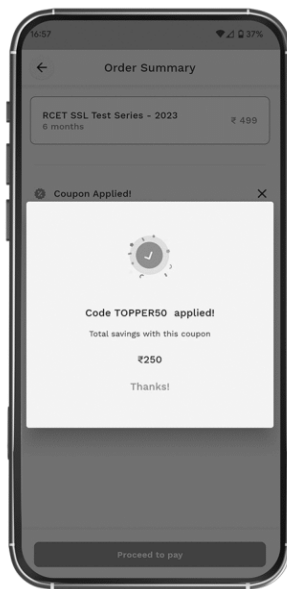 16:57 37%
Order Summary
RCET SSL Test Series - 2023
6 months
₹ 499
Coupon Applied!
Code TOPPER50 applied!
Total savings with this coupon
₹250
Thanks!
Proceed to pay